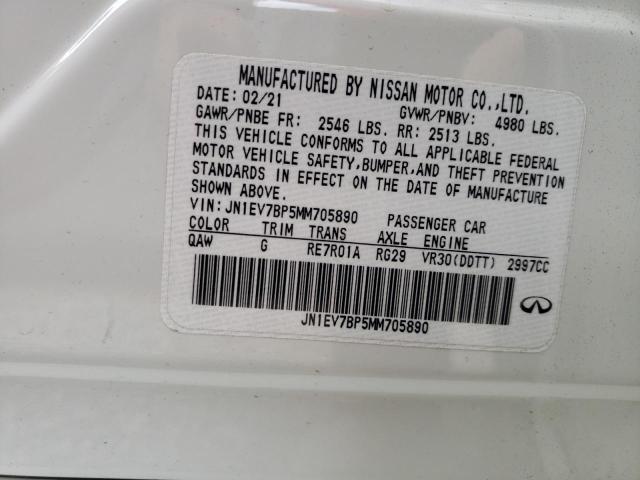 MANUFACTURED BY NISSAN MOTOR CO.,LTD.
DATE: 02/21 GVWR/PNBV: 4980 LBS.
GAWR/PNBE FR: 2546 LBS. RR: 2513 LBS.
THIS VEHICLE CONFORMS TO ALL APPLICABLE FEDERAL
MOTOR VEHICLE SAFETY,BUMPER,AND THEFT PREVENTION
STANDARDS IN EFFECT ON THE DATE OF MANUFACTURE
SHOWN ABOVE.
VIN: JN1EV7BP5MM705890 PASSENGER CAR
COLOR TRIM TRANS AXLE ENGINE
QAW G RE7R01A RG29 VR30(DDTT) 2997CC
JN1EV7BP5MM705890